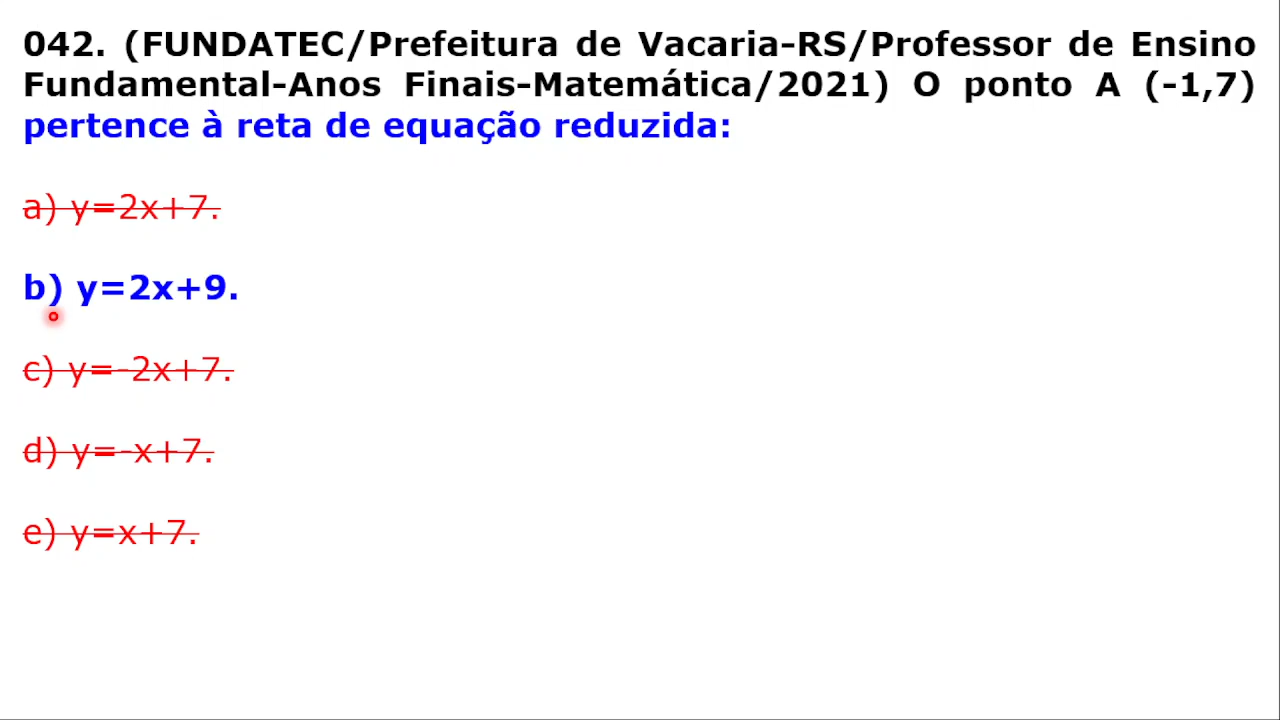 042. (FUNDATEC/Prefeitura de Vacaria-RS/Professor de Ensino
Fundamental-Anos Finais-Matemática/2021) O ponto A (-1,7)
pertence à reta de equação reduzida:
a) y=2x+7.
b) y=2x+9.
c) y=-2x+7.
d) y=-x+7.
e) y=x+7.